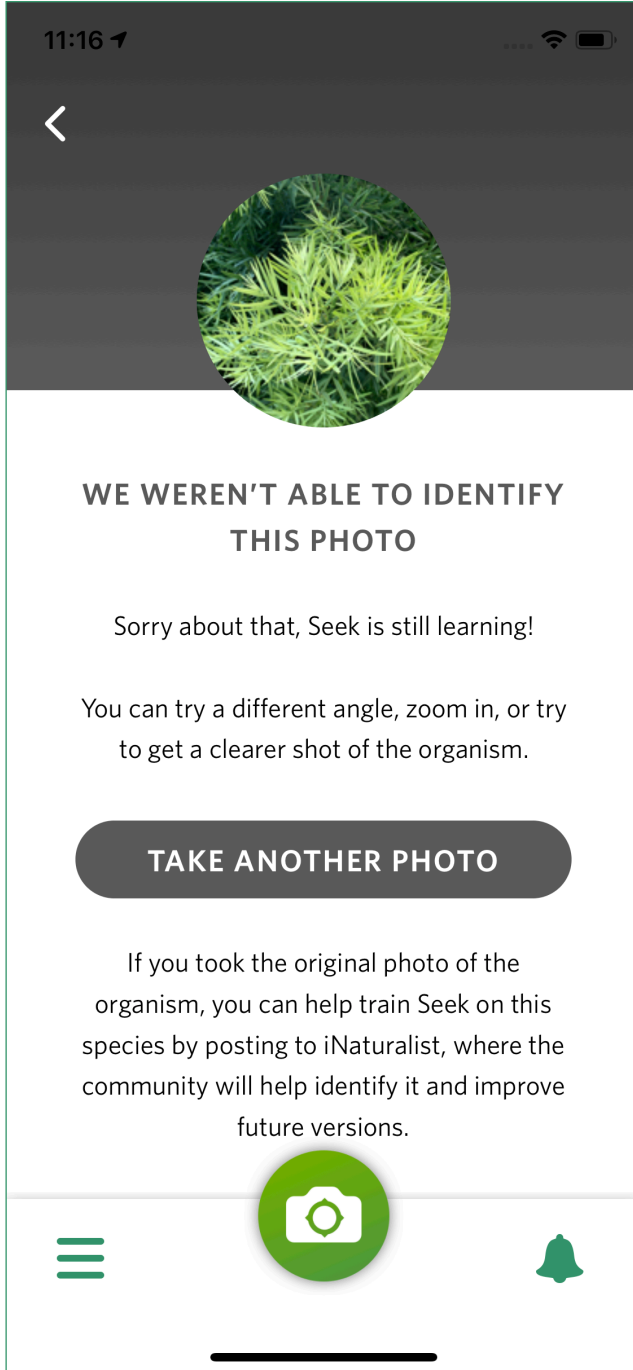 11:16
WE WEREN'T ABLE TO IDENTIFY
THIS PHOTO
Sorry about that, Seek is still learning!
You can try a different angle, zoom in, or try
to get a clearer shot of the organism.
TAKE ANOTHER PHOTO
If you took the original photo of the
organism, you can help train Seek on this
species by posting to iNaturalist, where the
community will help identify it and improve
future versions.